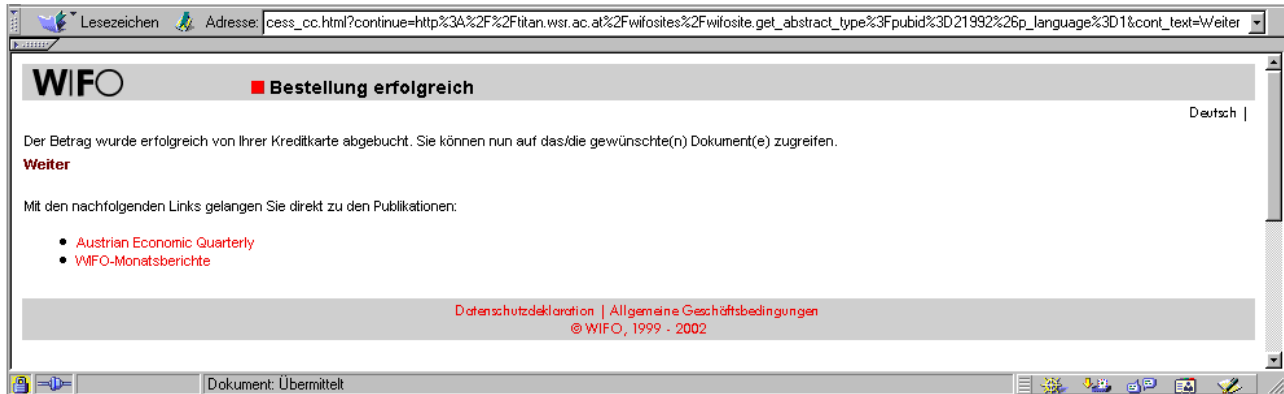 Lesezeichen Adresse: cess_cc.html?continue=http%3A%2F%2Ftitan.wsr.ac.at%2Fwifosites%2Fwifosite.get_abstract_type%3Fpubid%3D21992%26p_language%3D1&cont_text=Weiter
WIFO Bestellung erfolgreich
Deutsch |
Der Betrag wurde erfolgreich von Ihrer Kreditkarte abgebucht. Sie können nun auf das/die gewünschte(n) Dokument(e) zugreifen.
Weiter
Mit den nachfolgenden Links gelangen Sie direkt zu den Publikationen:
• Austrian Economic Quarterly
• WIFO-Monatsberichte
Datenschutzdeklaration | Allgemeine Geschäftsbedingungen
© WIFO, 1999 - 2002
Dokument: Übermittelt